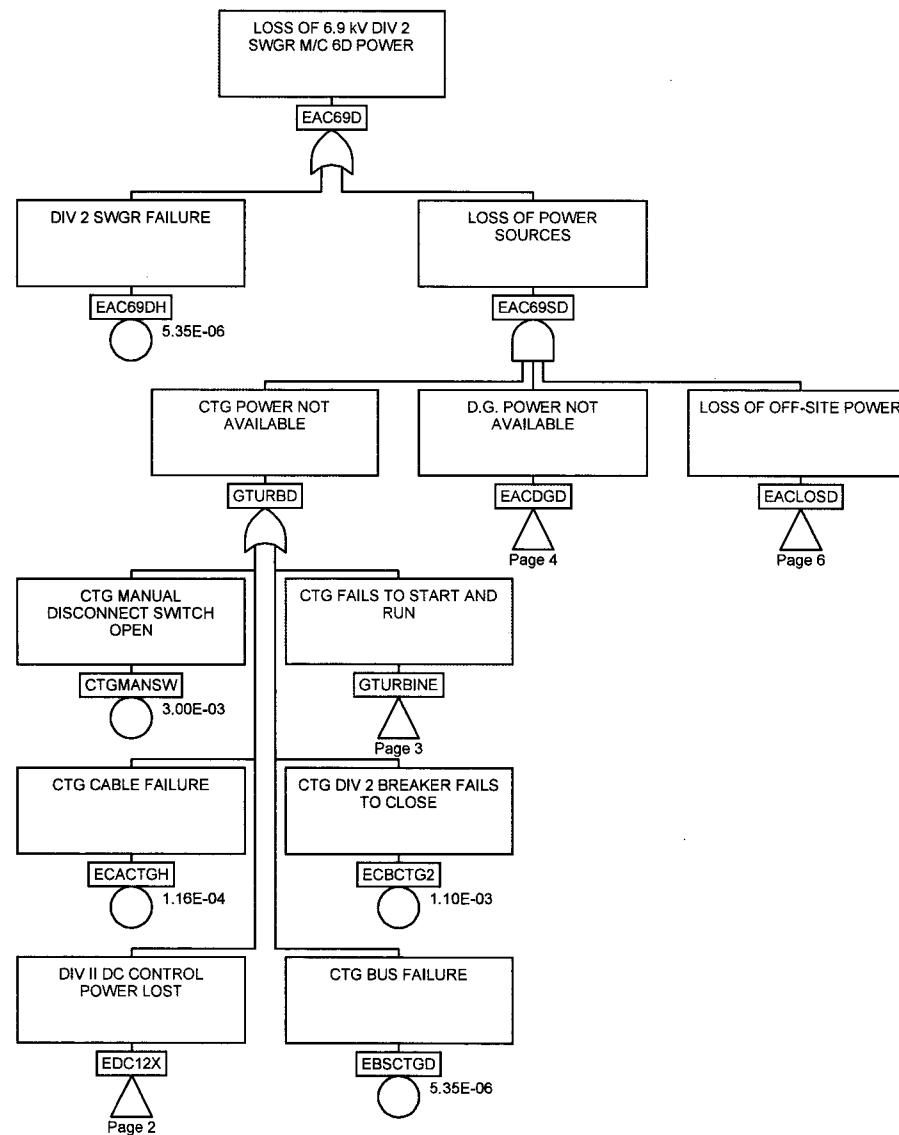 LOSS OF 6.9 kV DIV 2
SWGR M/C 6D POWER
EAC69D
DIV 2 SWGR FAILURE
EAC69DH
5.35E-06
LOSS OF POWER
SOURCES
EAC69SD
CTG POWER NOT
AVAILABLE
GTURBD
D.G. POWER NOT
AVAILABLE
EACDGD
Page 4
LOSS OF OFF-SITE POWER
EACLOSD
Page 6
CTG MANUAL
DISCONNECT SWITCH
OPEN
CTGMANSW
3.00E-03
CTG FAILS TO START AND
RUN
GTURBINE
Page 3
CTG CABLE FAILURE
ECACTGH
1.16E-04
CTG DIV 2 BREAKER FAILS
TO CLOSE
ECBCTG2
1.10E-03
DIV II DC CONTROL
POWER LOST
EDC12X
Page 2
CTG BUS FAILURE
EBSCTGD
5.35E-06